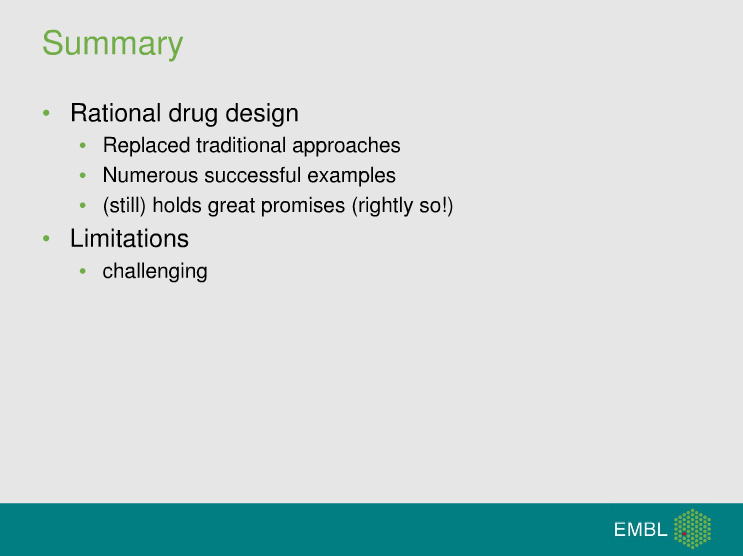 Summary
• Rational drug design
• Replaced traditional approaches
• Numerous successful examples
• (still) holds great promises (rightly so!)
• Limitations
• challenging
EMBL